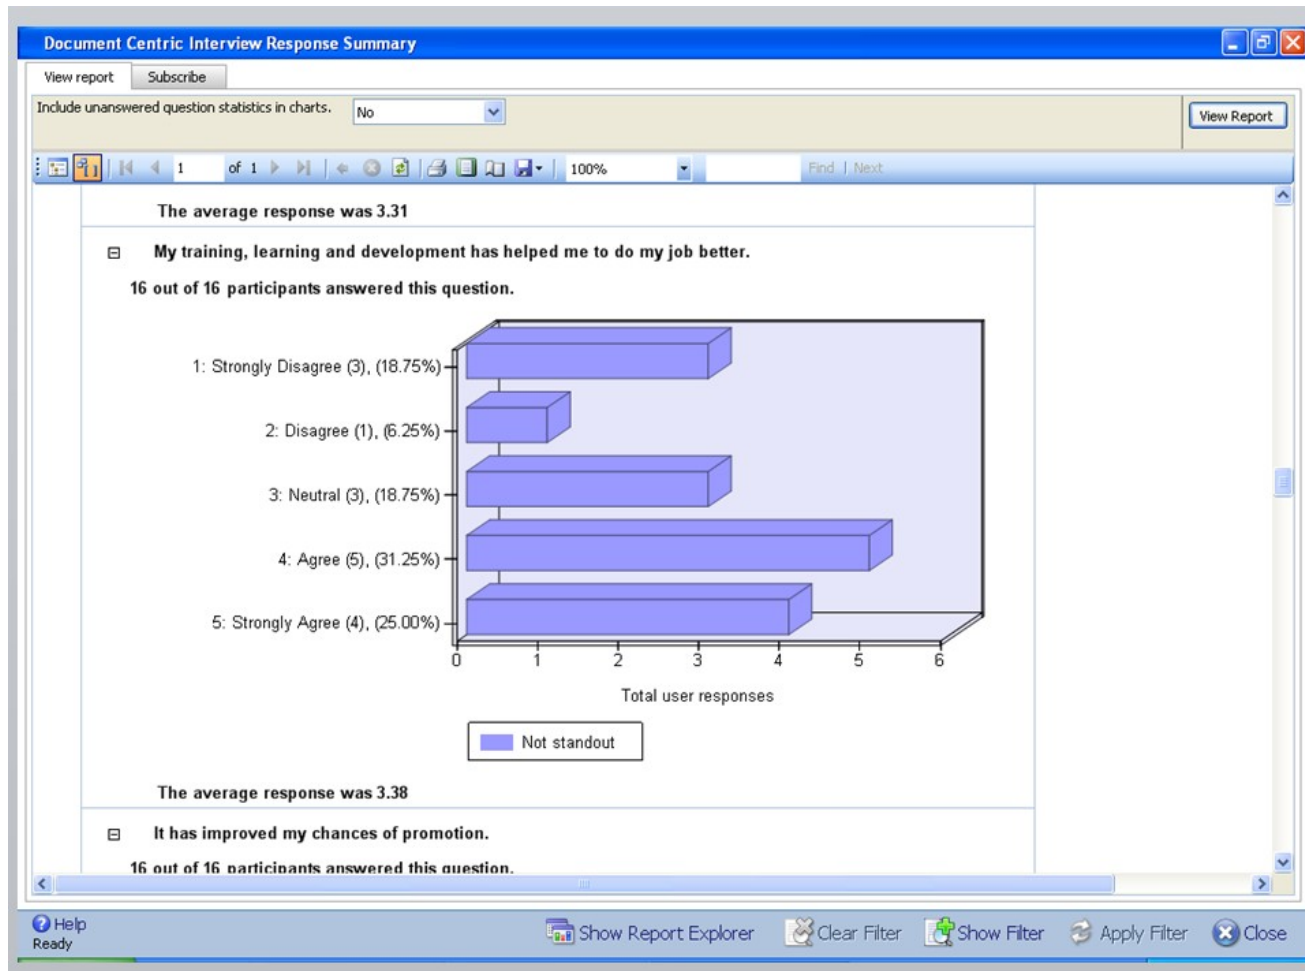 Document Centric Interview Response Summary
View report Subscribe
Include unanswered question statistics in charts. No View Report
1 of 1 100% Find | Next
The average response was 3.31
My training, learning and development has helped me to do my job better.
16 out of 16 participants answered this question.
1: Strongly Disagree (3), (18.75%)
2: Disagree (1), (6.25%)
3: Neutral (3), (18.75%)
4: Agree (5), (31.25%)
5: Strongly Agree (4), (25.00%)
0 1 2 3 4 5 6
Total user responses
Not standout
The average response was 3.38
It has improved my chances of promotion.
16 out of 16 participants answered this question.
Help Show Report Explorer Clear Filter Show Filter Apply Filter Close
Ready